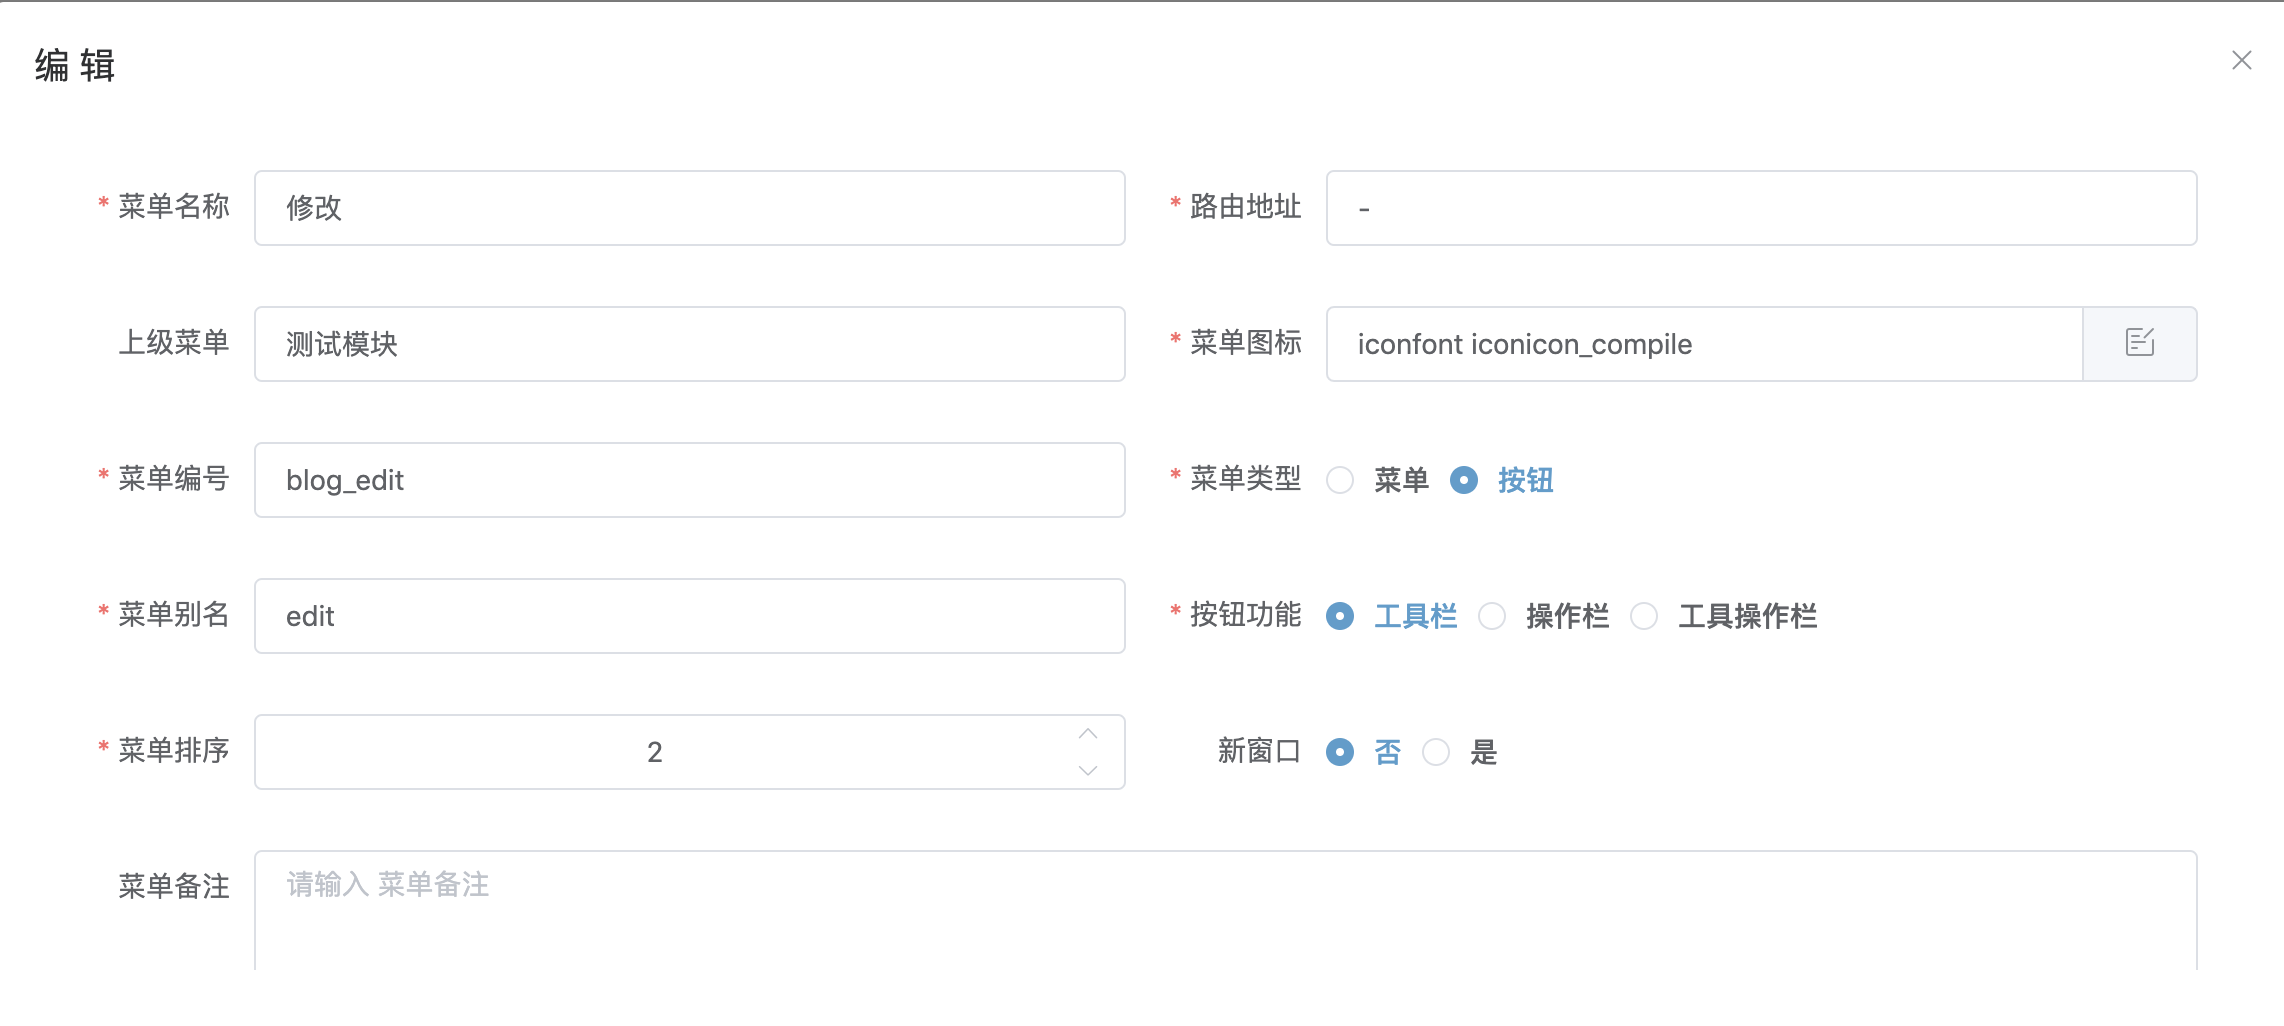 编 辑
* 菜单名称 修改 * 路由地址 -
上级菜单 测试模块 * 菜单图标 iconfont iconicon_compile
* 菜单编号 blog_edit * 菜单类型 菜单 按钮
* 菜单别名 edit * 按钮功能 工具栏 操作栏 工具操作栏
* 菜单排序 2 新窗口 否 是
菜单备注 请输入 菜单备注